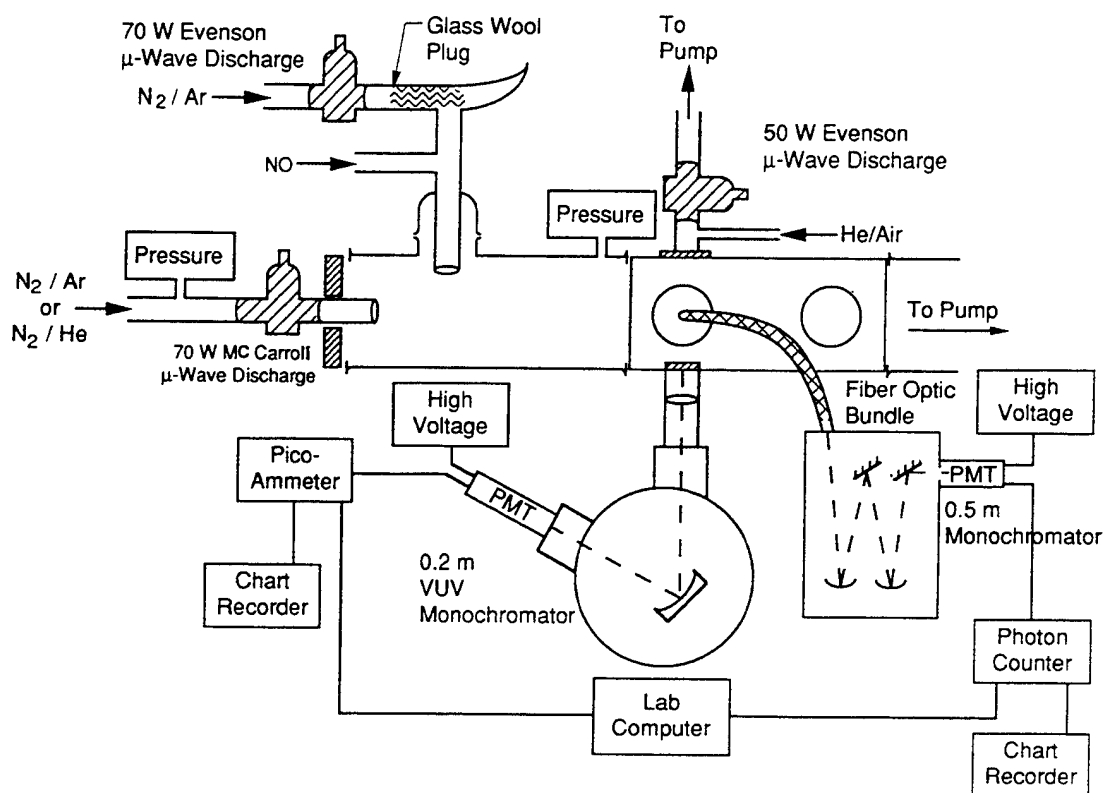 70 W Evenson
μ-Wave Discharge
Glass Wool
Plug
N2 / Ar
NO
To
Pump
50 W Evenson
μ-Wave Discharge
Pressure
He/Air
Pressure
N2 / Ar
or
N2 / He
70 W Mc Carroll
μ-Wave Discharge
To Pump
Fiber Optic
Bundle
High
Voltage
High
Voltage
Pico-
Ammeter
PMT
PMT
0.5 m
Monochromator
0.2 m
VUV
Monochromator
Chart
Recorder
Photon
Counter
Lab
Computer
Chart
Recorder